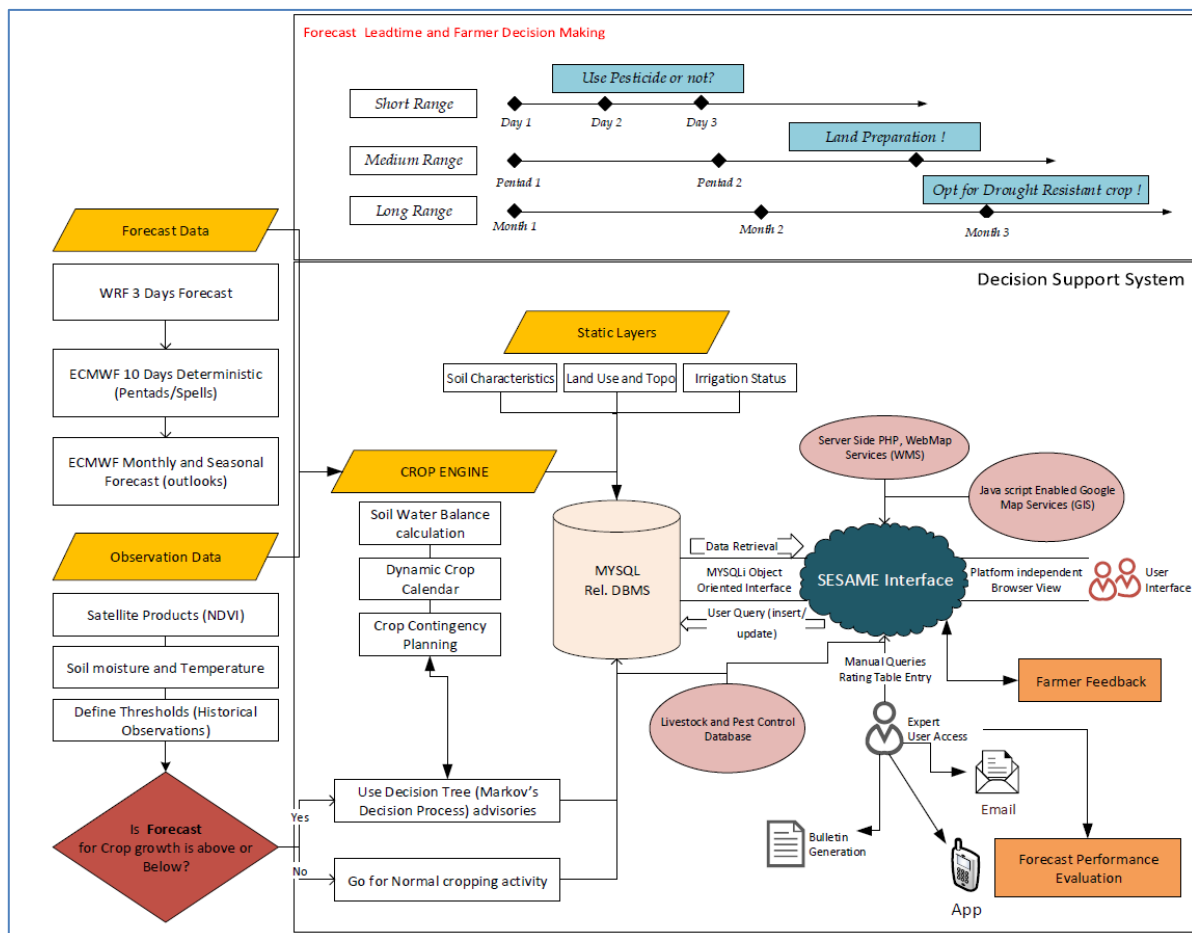 Forecast Leadtime and Farmer Decision Making
Use Pesticide or not?
Short Range
Day 1
Day 2
Day 3
Land Preparation !
Medium Range
Pentad 1
Pentad 2
Opt for Drought Resistant crop !
Long Range
Month 1
Month 2
Month 3
Forecast Data
WRF 3 Days Forecast
ECMWF 10 Days Deterministic
(Pentads/Spells)
ECMWF Monthly and Seasonal
Forecast (outlooks)
Observation Data
Satellite Products (NDVI)
Soil moisture and Temperature
Define Thresholds (Historical
Observations)
Is Forecast
for Crop growth is above or
Below?
Yes
No
Decision Support System
Static Layers
Soil Characteristics
Land Use and Topo
Irrigation Status
CROP ENGINE
Soil Water Balance
calculation
Dynamic Crop
Calendar
Crop Contingency
Planning
Use Decision Tree (Markov's
Decision Process) advisories
Go for Normal cropping activity
MYSQL
Rel. DBMS
Data Retrieval
MYSQLi Object
Oriented Interface
User Query (insert/
update)
Server Side PHP, WebMap
Services (WMS)
Java script Enabled Google
Map Services (GIS)
SESAME Interface
Platform independent
Browser View
User
Interface
Livestock and Pest Control
Database
Manual Queries
Rating Table Entry
Farmer Feedback
Expert
User Access
Email
Bulletin
Generation
App
Forecast Performance
Evaluation